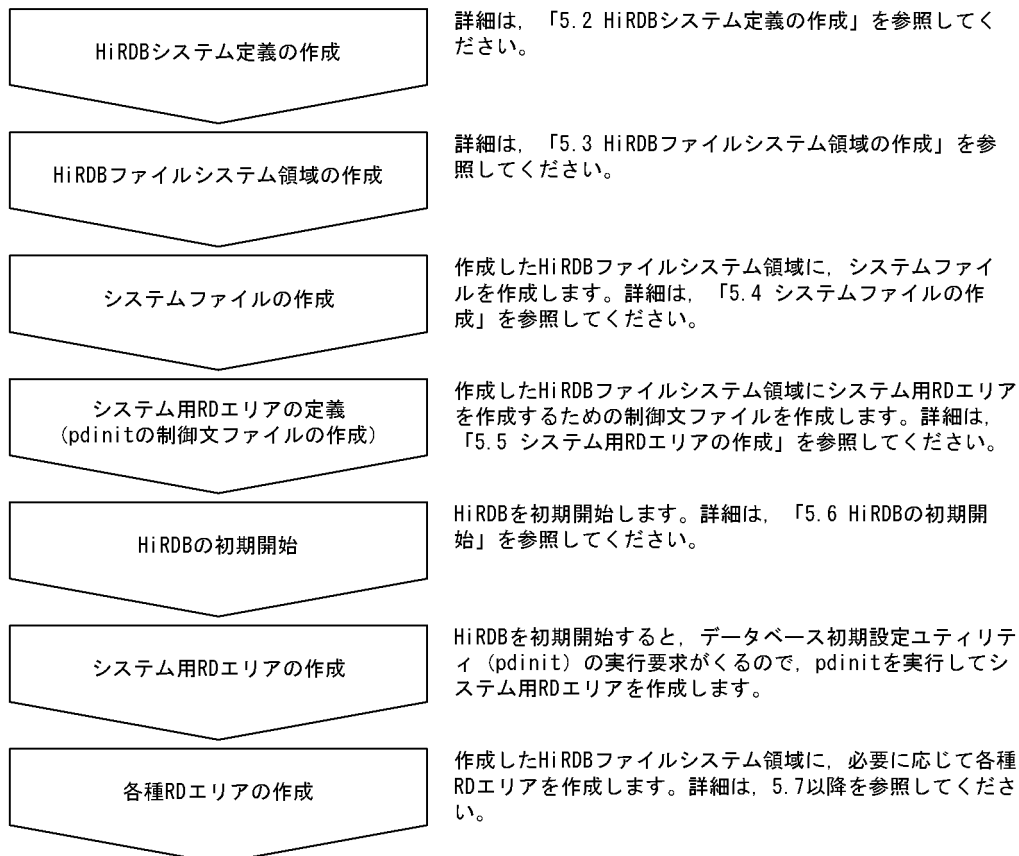 HiRDBシステム定義の作成
詳細は，「5.2 HiRDBシステム定義の作成」を参照してく
ださい。
HiRDBファイルシステム領域の作成
詳細は，「5.3 HiRDBファイルシステム領域の作成」を参
照してください。
システムファイルの作成
作成したHiRDBファイルシステム領域に，システムファイ
ルを作成します。詳細は，「5.4 システムファイルの作
成」を参照してください。
システム用RDエリアの定義
(pdinitの制御文ファイルの作成)
作成したHiRDBファイルシステム領域にシステム用RDエリア
を作成するための制御文ファイルを作成します。詳細は，
「5.5 システム用RDエリアの作成」を参照してください。
HiRDBの初期開始
HiRDBを初期開始します。詳細は，「5.6 HiRDBの初期開
始」を参照してください。
システム用RDエリアの作成
HiRDBを初期開始すると，データベース初期設定ユティリテ
ィ（pdinit）の実行要求がくるので，pdinitを実行してシ
ステム用RDエリアを作成します。
各種RDエリアの作成
作成したHiRDBファイルシステム領域に，必要に応じて各種
RDエリアを作成します。詳細は，5.7以降を参照してくださ
い。